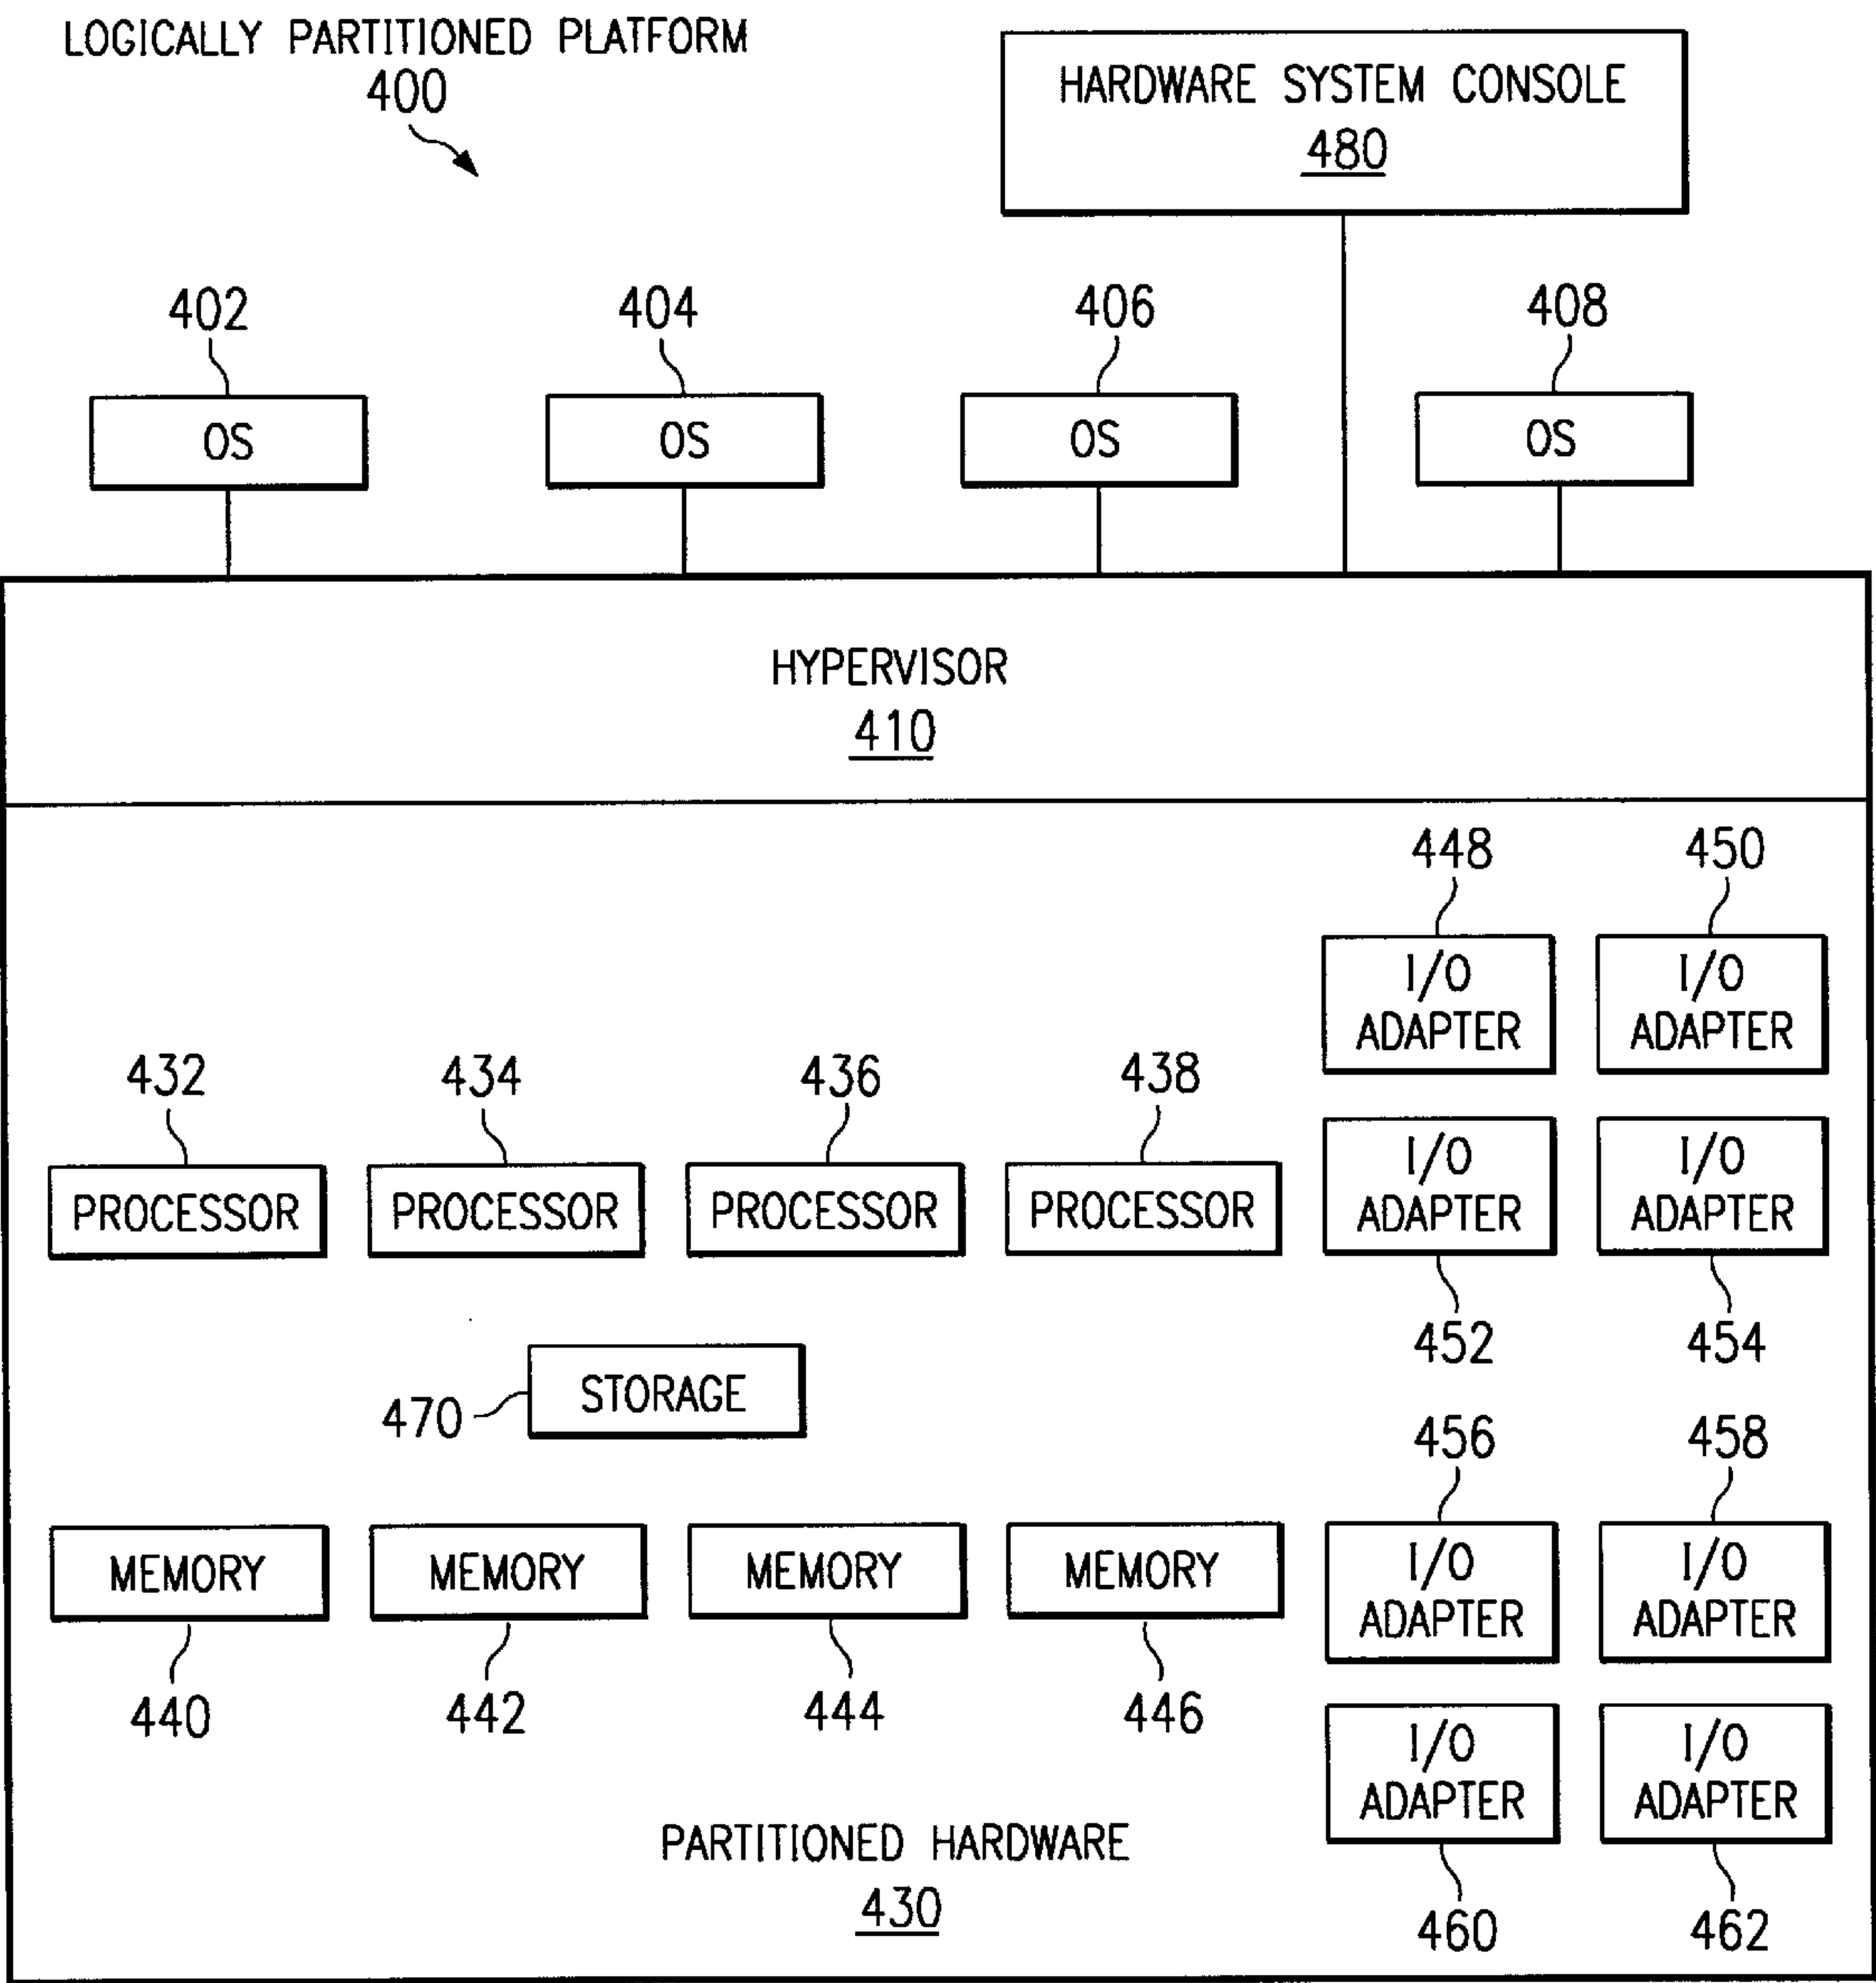 LOGICALLY PARTITIONED PLATFORM
400
HARDWARE SYSTEM CONSOLE
480
402
404
406
408
OS
OS
OS
OS
HYPERVISOR
410
448
450
I/O
ADAPTER
I/O
ADAPTER
432
434
436
438
PROCESSOR
PROCESSOR
PROCESSOR
PROCESSOR
I/O
ADAPTER
I/O
ADAPTER
452
454
470
STORAGE
456
458
MEMORY
MEMORY
MEMORY
MEMORY
I/O
ADAPTER
I/O
ADAPTER
440
442
444
446
I/O
ADAPTER
I/O
ADAPTER
460
462
PARTITIONED HARDWARE
430